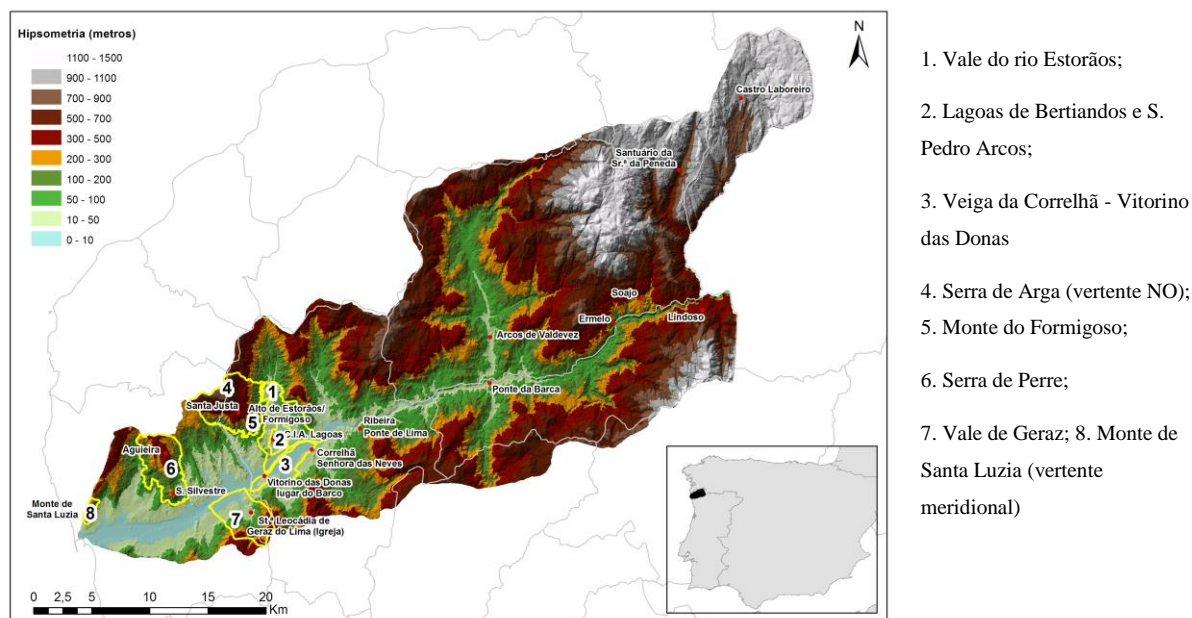 Hipsometria (metros)
1100 - 1500
900 - 1100
700 - 900
500 - 700
300 - 500
200 - 300
100 - 200
50 - 100
10 - 50
0 - 10
N
Castro Laboreiro
Santuário da
Sr.ª da Peneda
Soajo
Ermelo
Lindoso
Arcos de Valdevez
Ponte da Barca
4
1
Santa Justa
Alto de Estorãos/
Formigoso
5
Ribeira
Ponte de Lima
C.I.A. Lagoas
2
Aguieira
Correlhã
Senhora das Neves
3
6
Vitorino das Donas
lugar do Barco
S. Silvestre
Monte de
Santa Luzia
8
7
St.ª Leocádia de
Geraz do Lima (Igreja)
0 2,5 5 10 15 20
Km
1. Vale do rio Estorãos;
2. Lagoas de Bertiandos e S.
Pedro Arcos;
3. Veiga da Correlhã - Vitorino
das Donas
4. Serra de Arga (vertente NO);
5. Monte do Formigoso;
6. Serra de Perre;
7. Vale de Geraz; 8. Monte de
Santa Luzia (vertente
meridional)